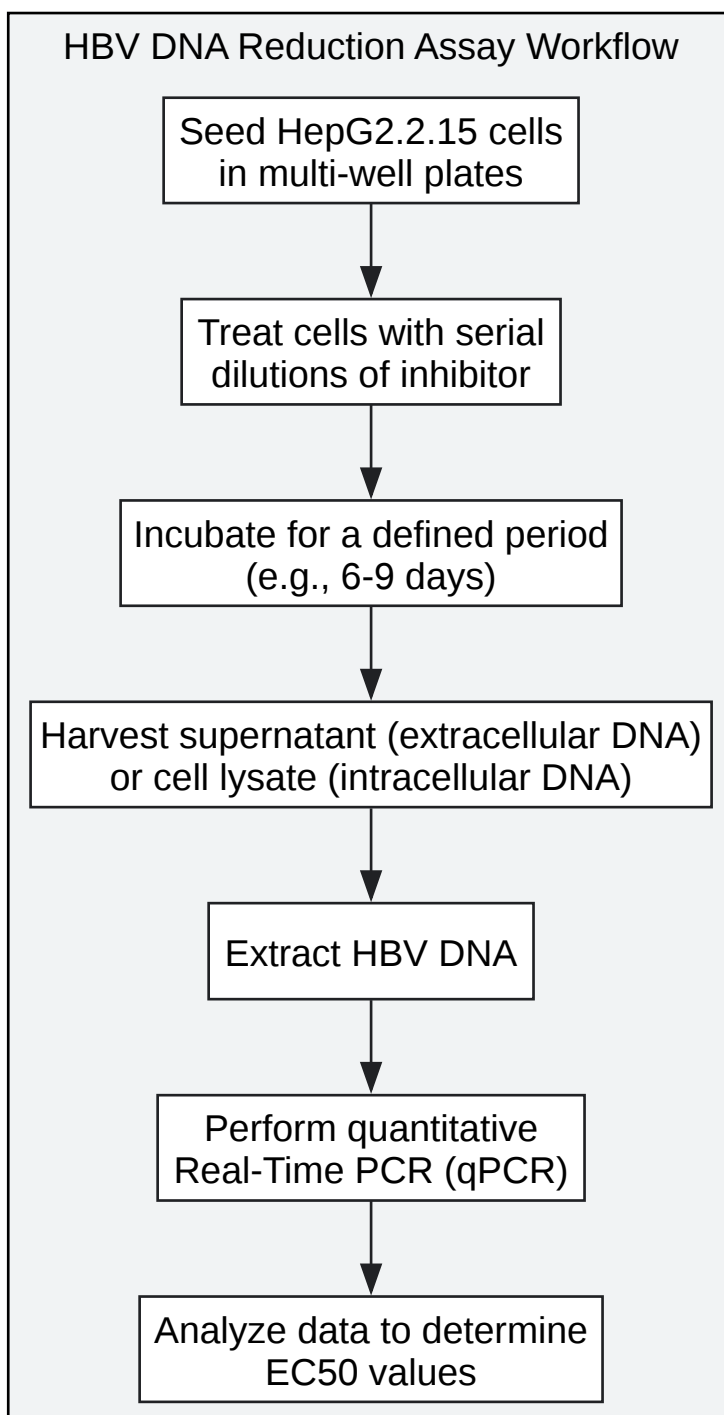 HBV DNA Reduction Assay Workflow
Seed HepG2.2.15 cells
in multi-well plates
Treat cells with serial
dilutions of inhibitor
Incubate for a defined period
(e.g., 6-9 days)
Harvest supernatant (extracellular DNA)
or cell lysate (intracellular DNA)
Extract HBV DNA
Perform quantitative
Real-Time PCR (qPCR)
Analyze data to determine
EC50 values